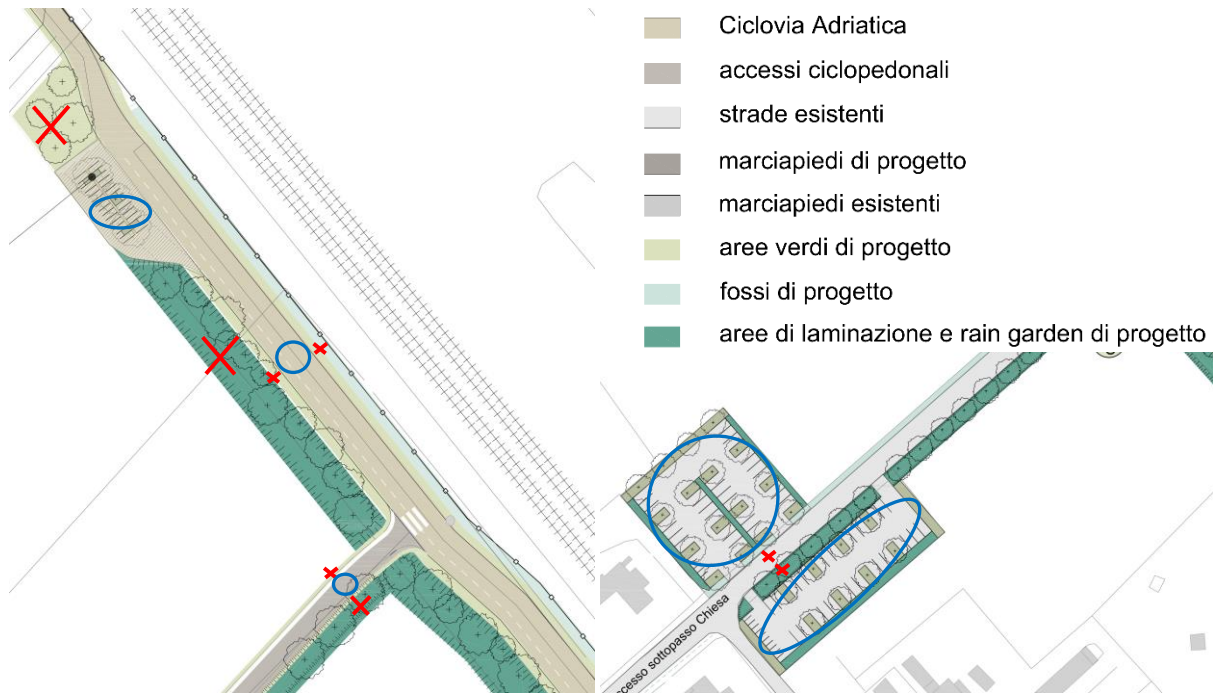 Ciclovia Adriatica
accessi ciclopedonali
strade esistenti
marciapiedi di progetto
marciapiedi esistenti
aree verdi di progetto
fossi di progetto
aree di laminazione e rain garden di progetto
ccesso sottopasso Chiesa